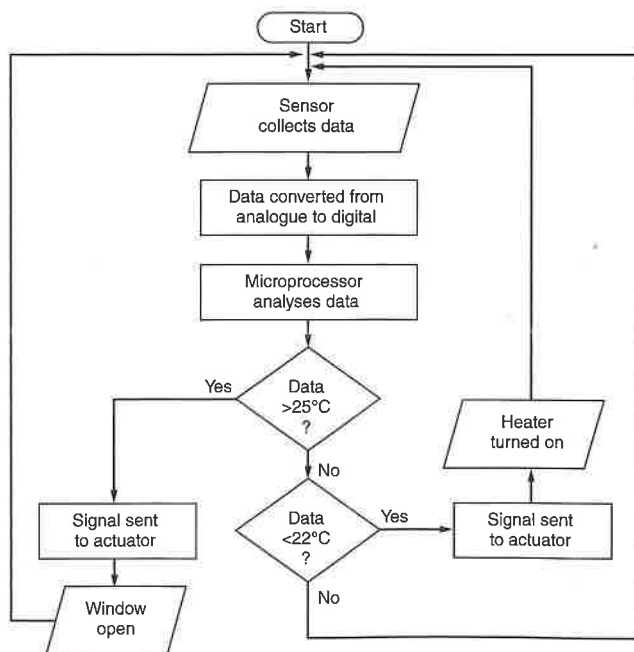 Start
Sensor
collects data
Data converted from
analogue to digital
Microprocessor
analyses data
Yes
Data
>25°C
?
Heater
turned on
No
Signal sent
to actuator
Data
<22°C
?
Yes
Signal sent
to actuator
No
Window
open